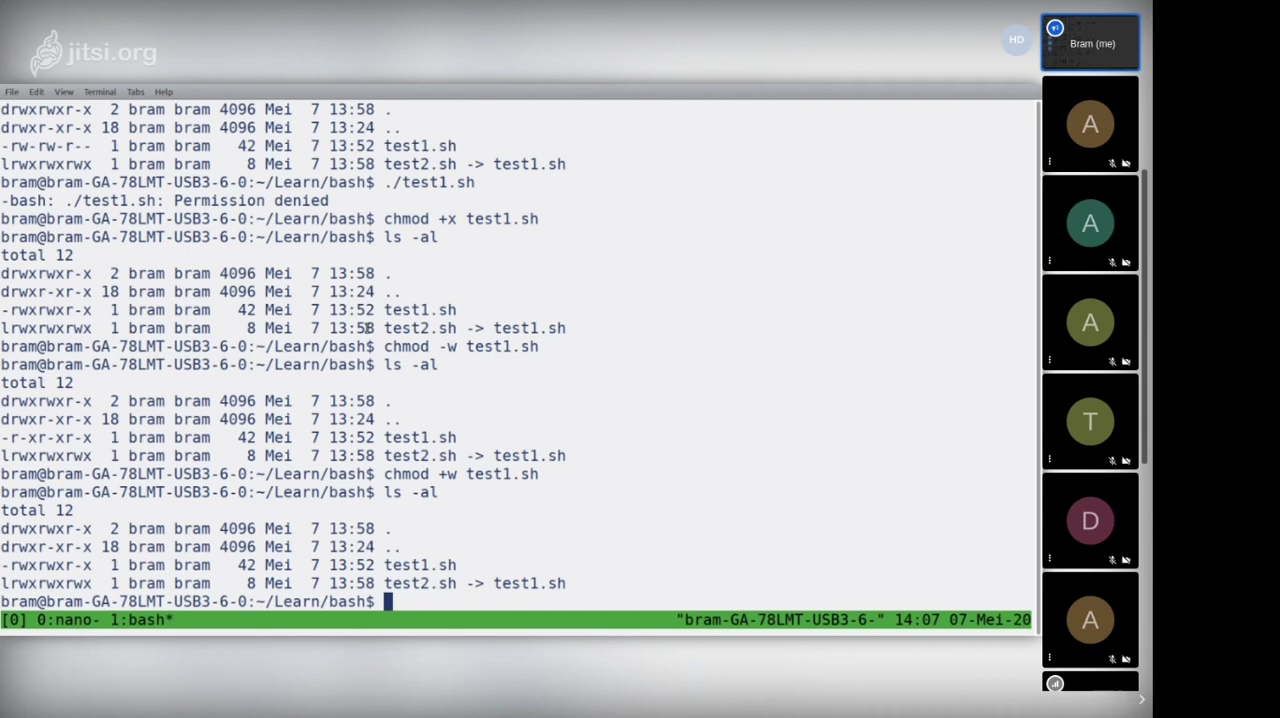 jitsi.org
HD
Bram (me)
File Edit View Terminal Tabs Help
drwxrwxr-x  2 bram bram 4096 Mei  7 13:58 .
drwxr-xr-x 18 bram bram 4096 Mei  7 13:24 ..
-rw-rw-r--  1 bram bram   42 Mei  7 13:52 test1.sh
lrwxrwxrwx  1 bram bram    8 Mei  7 13:58 test2.sh -> test1.sh
bram@bram-GA-78LMT-USB3-6-0:~/Learn/bash$ ./test1.sh
-bash: ./test1.sh: Permission denied
bram@bram-GA-78LMT-USB3-6-0:~/Learn/bash$ chmod +x test1.sh
bram@bram-GA-78LMT-USB3-6-0:~/Learn/bash$ ls -al
total 12
drwxrwxr-x  2 bram bram 4096 Mei  7 13:58 .
drwxr-xr-x 18 bram bram 4096 Mei  7 13:24 ..
-rwxrwxr-x  1 bram bram   42 Mei  7 13:52 test1.sh
lrwxrwxrwx  1 bram bram    8 Mei  7 13:58 test2.sh -> test1.sh
bram@bram-GA-78LMT-USB3-6-0:~/Learn/bash$ chmod -w test1.sh
bram@bram-GA-78LMT-USB3-6-0:~/Learn/bash$ ls -al
total 12
drwxrwxr-x  2 bram bram 4096 Mei  7 13:58 .
drwxr-xr-x 18 bram bram 4096 Mei  7 13:24 ..
-r-xr-xr-x  1 bram bram   42 Mei  7 13:52 test1.sh
lrwxrwxrwx  1 bram bram    8 Mei  7 13:58 test2.sh -> test1.sh
bram@bram-GA-78LMT-USB3-6-0:~/Learn/bash$ chmod +w test1.sh
bram@bram-GA-78LMT-USB3-6-0:~/Learn/bash$ ls -al
total 12
drwxrwxr-x  2 bram bram 4096 Mei  7 13:58 .
drwxr-xr-x 18 bram bram 4096 Mei  7 13:24 ..
-rwxrwxr-x  1 bram bram   42 Mei  7 13:52 test1.sh
lrwxrwxrwx  1 bram bram    8 Mei  7 13:58 test2.sh -> test1.sh
bram@bram-GA-78LMT-USB3-6-0:~/Learn/bash$
[0] 0:nano- 1:bash* "bram-GA-78LMT-USB3-6-" 14:07 07-Mei-20
A
A
A
T
D
A